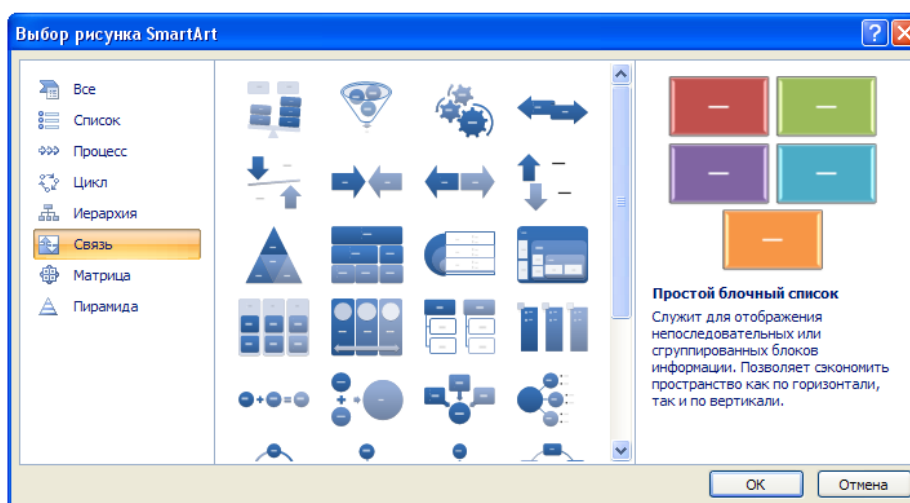 Выбор рисунка SmartArt
Все
Список
Процесс
Цикл
Иерархия
Связь
Матрица
Пирамида
Простой блочный список
Служит для отображения
непоследовательных или
сгруппированных блоков
информации. Позволяет сэкономить
пространство как по горизонтали,
так и по вертикали.
ОК
Отмена